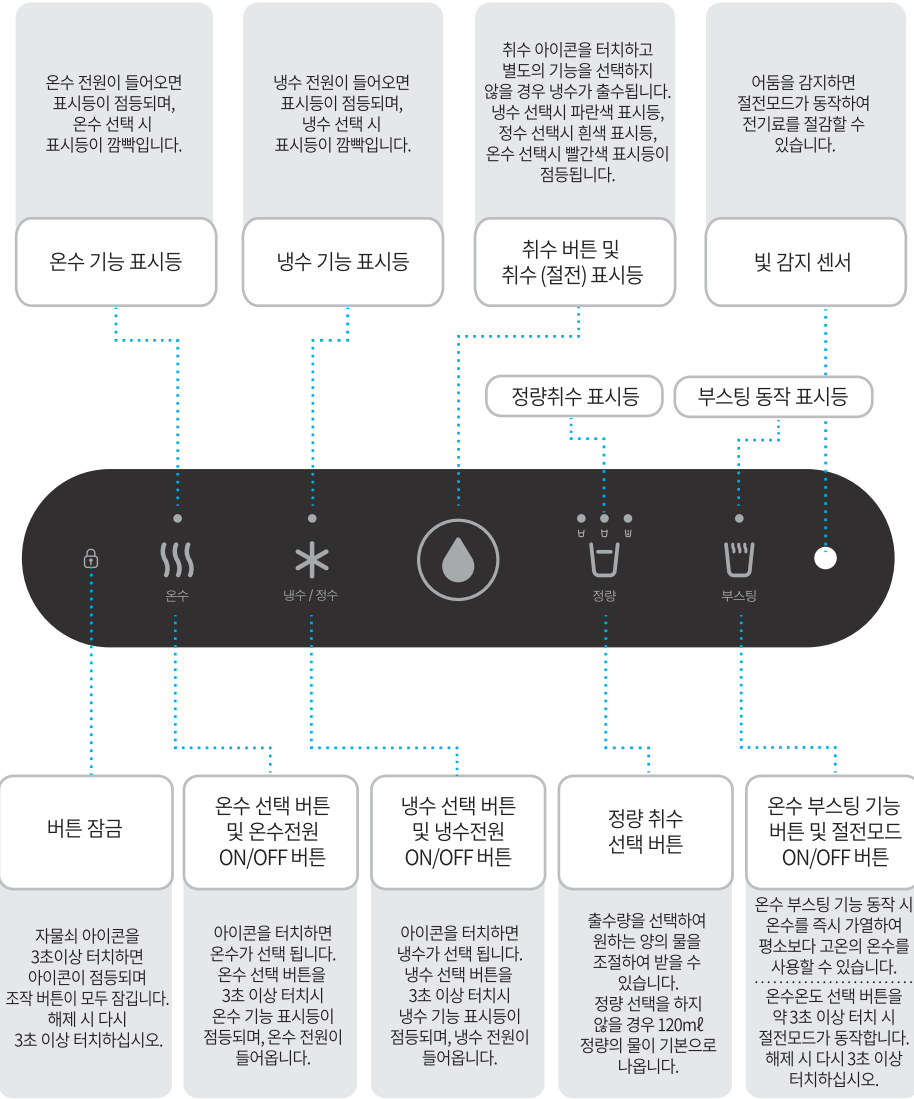 온수 전원이 들어오면
표시등이 점등되며,
온수 선택 시
표시등이 깜빡입니다.
온수 기능 표시등
냉수 전원이 들어오면
표시등이 점등되며,
냉수 선택 시
표시등이 깜빡입니다.
냉수 기능 표시등
취수 아이콘을 터치하고
별도의 기능을 선택하지
않을 경우 냉수가 출수됩니다.
냉수 선택시 파란색 표시등,
정수 선택시 흰색 표시등,
온수 선택시 빨간색 표시등이
점등됩니다.
취수 버튼 및
취수 (절전) 표시등
어둠을 감지하면
절전모드가 동작하여
전기료를 절감할 수
있습니다.
빛 감지 센서
정량취수 표시등
부스팅 동작 표시등
온수
냉수 / 정수
정량
부스팅
버튼 잠금
자물쇠 아이콘을
3초이상 터치하면
아이콘이 점등되며
조작 버튼이 모두 잠깁니다.
해제 시 다시
3초 이상 터치하십시오.
온수 선택 버튼
및 온수전원
ON/OFF 버튼
아이콘을 터치하면
온수가 선택 됩니다.
온수 선택 버튼을
3초 이상 터치시
온수 기능 표시등이
점등되며, 온수 전원이
들어옵니다.
냉수 선택 버튼
및 냉수전원
ON/OFF 버튼
아이콘을 터치하면
냉수가 선택 됩니다.
냉수 선택 버튼을
3초 이상 터치시
냉수 기능 표시등이
점등되며, 냉수 전원이
들어옵니다.
정량 취수
선택 버튼
출수량을 선택하여
원하는 양의 물을
조절하여 받을 수
있습니다.
정량 선택을 하지
않을 경우 120㎖
정량의 물이 기본으로
나옵니다.
온수 부스팅 기능
버튼 및 절전모드
ON/OFF 버튼
온수 부스팅 기능 동작 시
온수를 즉시 가열하여
평소보다 고온의 온수를
사용할 수 있습니다.
온수온도 선택 버튼을
약 3초 이상 터치 시
절전모드가 동작합니다.
해제 시 다시 3초 이상
터치하십시오.